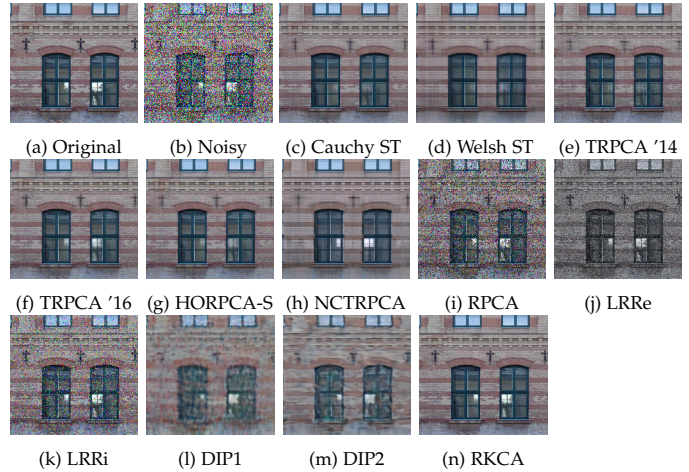 (a) Original (b) Noisy (c) Cauchy ST (d) Welsh ST (e) TRPCA '14
(f) TRPCA '16 (g) HORPCA-S (h) NCTRPCA (i) RPCA (j) LRRe
(k) LRRi (l) DIP1 (m) DIP2 (n) RKCA